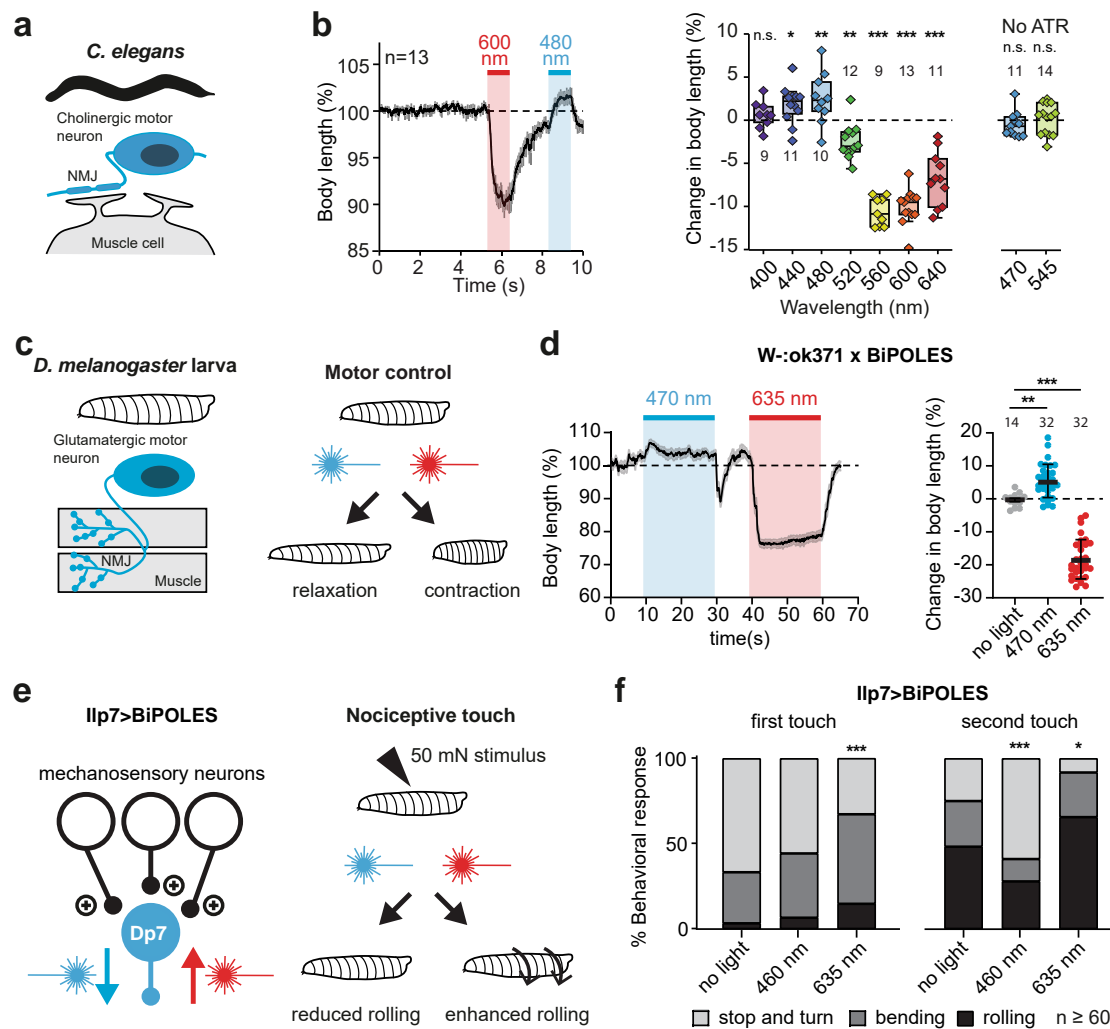 a
C. elegans
Cholinergic motor
neuron
NMJ
Muscle cell
b
n=13
600
nm
480
nm
Body length (%)
105
100
95
90
85
0
2
4
6
8
10
Time (s)
Change in body length (%)
10
5
0
-5
-10
-15
n.s.
*
**
**
***
***
***
12
9
13
11
9
11
10
400
440
480
520
560
600
640
Wavelength (nm)
No ATR
n.s.
n.s.
11
14
470
545
c
D. melanogaster larva
Glutamatergic motor
neuron
NMJ
Muscle
Motor control
relaxation
contraction
d
W-:ok371 x BiPOLES
470 nm
635 nm
Body length (%)
110
100
90
80
70
60
0
10
20
30
40
50
60
70
time(s)
Change in body length (%)
***
**
14
32
32
20
10
0
-10
-20
-30
no light
470 nm
635 nm
e
Ilp7>BiPOLES
mechanosensory neurons
Dp7
Nociceptive touch
50 mN stimulus
reduced rolling
enhanced rolling
f
Ilp7>BiPOLES
first touch
second touch
***
***
*
% Behavioral response
100
50
0
no light
460 nm
635 nm
no light
460 nm
635 nm
stop and turn
bending
rolling
n ≥ 60